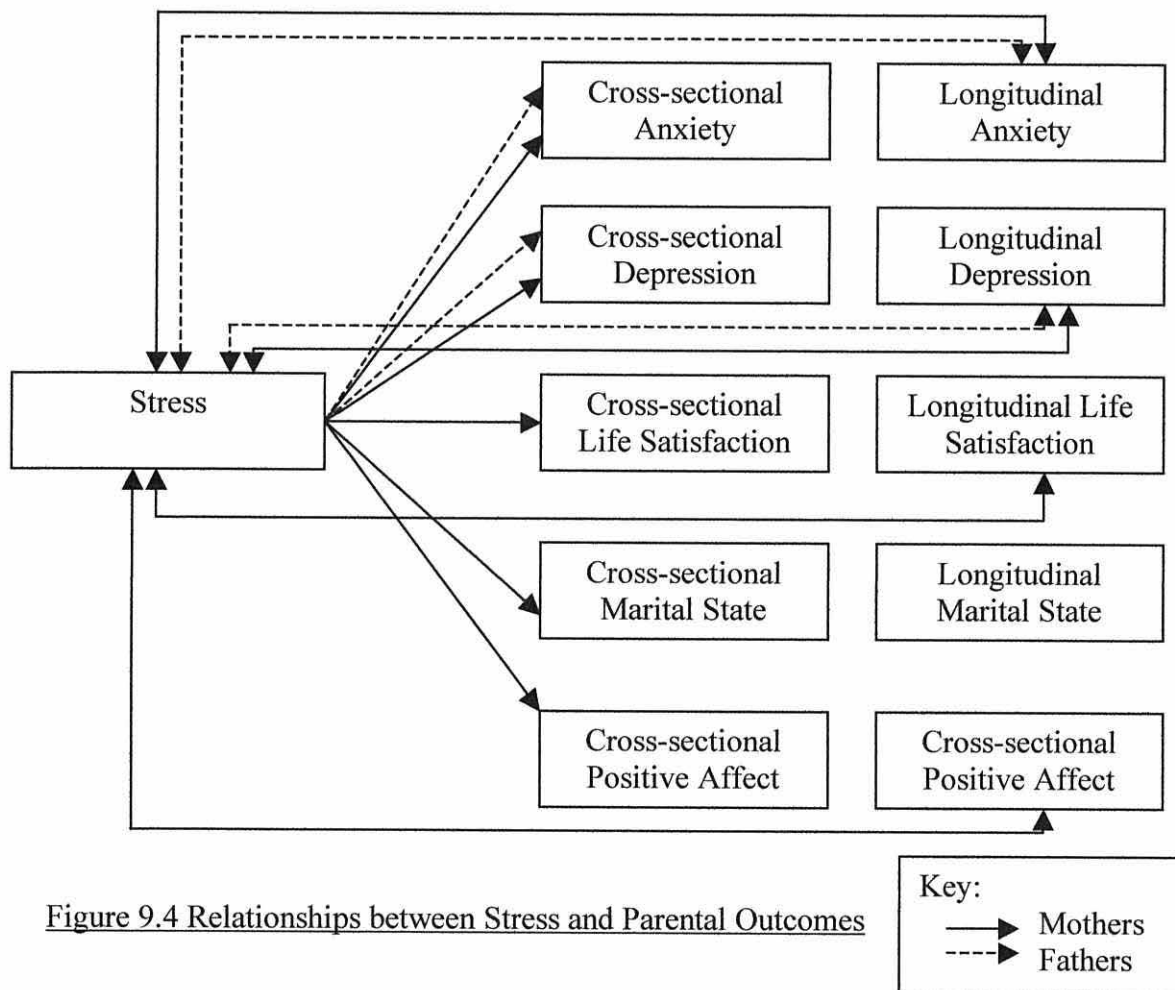 Cross-sectional
Anxiety
Longitudinal
Anxiety
Cross-sectional
Depression
Longitudinal
Depression
Stress
Cross-sectional
Life Satisfaction
Longitudinal Life
Satisfaction
Cross-sectional
Marital State
Longitudinal
Marital State
Cross-sectional
Positive Affect
Cross-sectional
Positive Affect
Key:
Mothers
Fathers
Figure 9.4 Relationships between Stress and Parental Outcomes